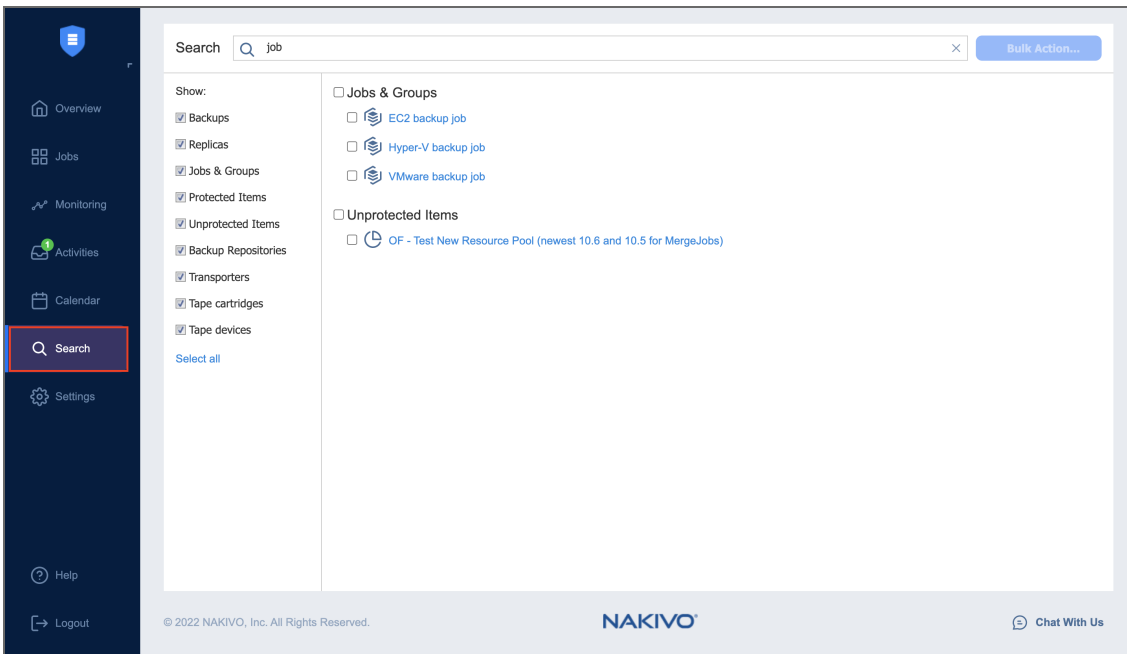 Overview
Jobs
Monitoring
1
Activities
Calendar
Search
Settings
Help
Logout
Search
job
Bulk Action...
Show:
Backups
Replicas
Jobs & Groups
Protected Items
Unprotected Items
Backup Repositories
Transporters
Tape cartridges
Tape devices
Select all
Jobs & Groups
EC2 backup job
Hyper-V backup job
VMware backup job
Unprotected Items
OF - Test New Resource Pool (newest 10.6 and 10.5 for MergeJobs)
© 2022 NAKIVO, Inc. All Rights Reserved.
NAKIVO®
Chat With Us